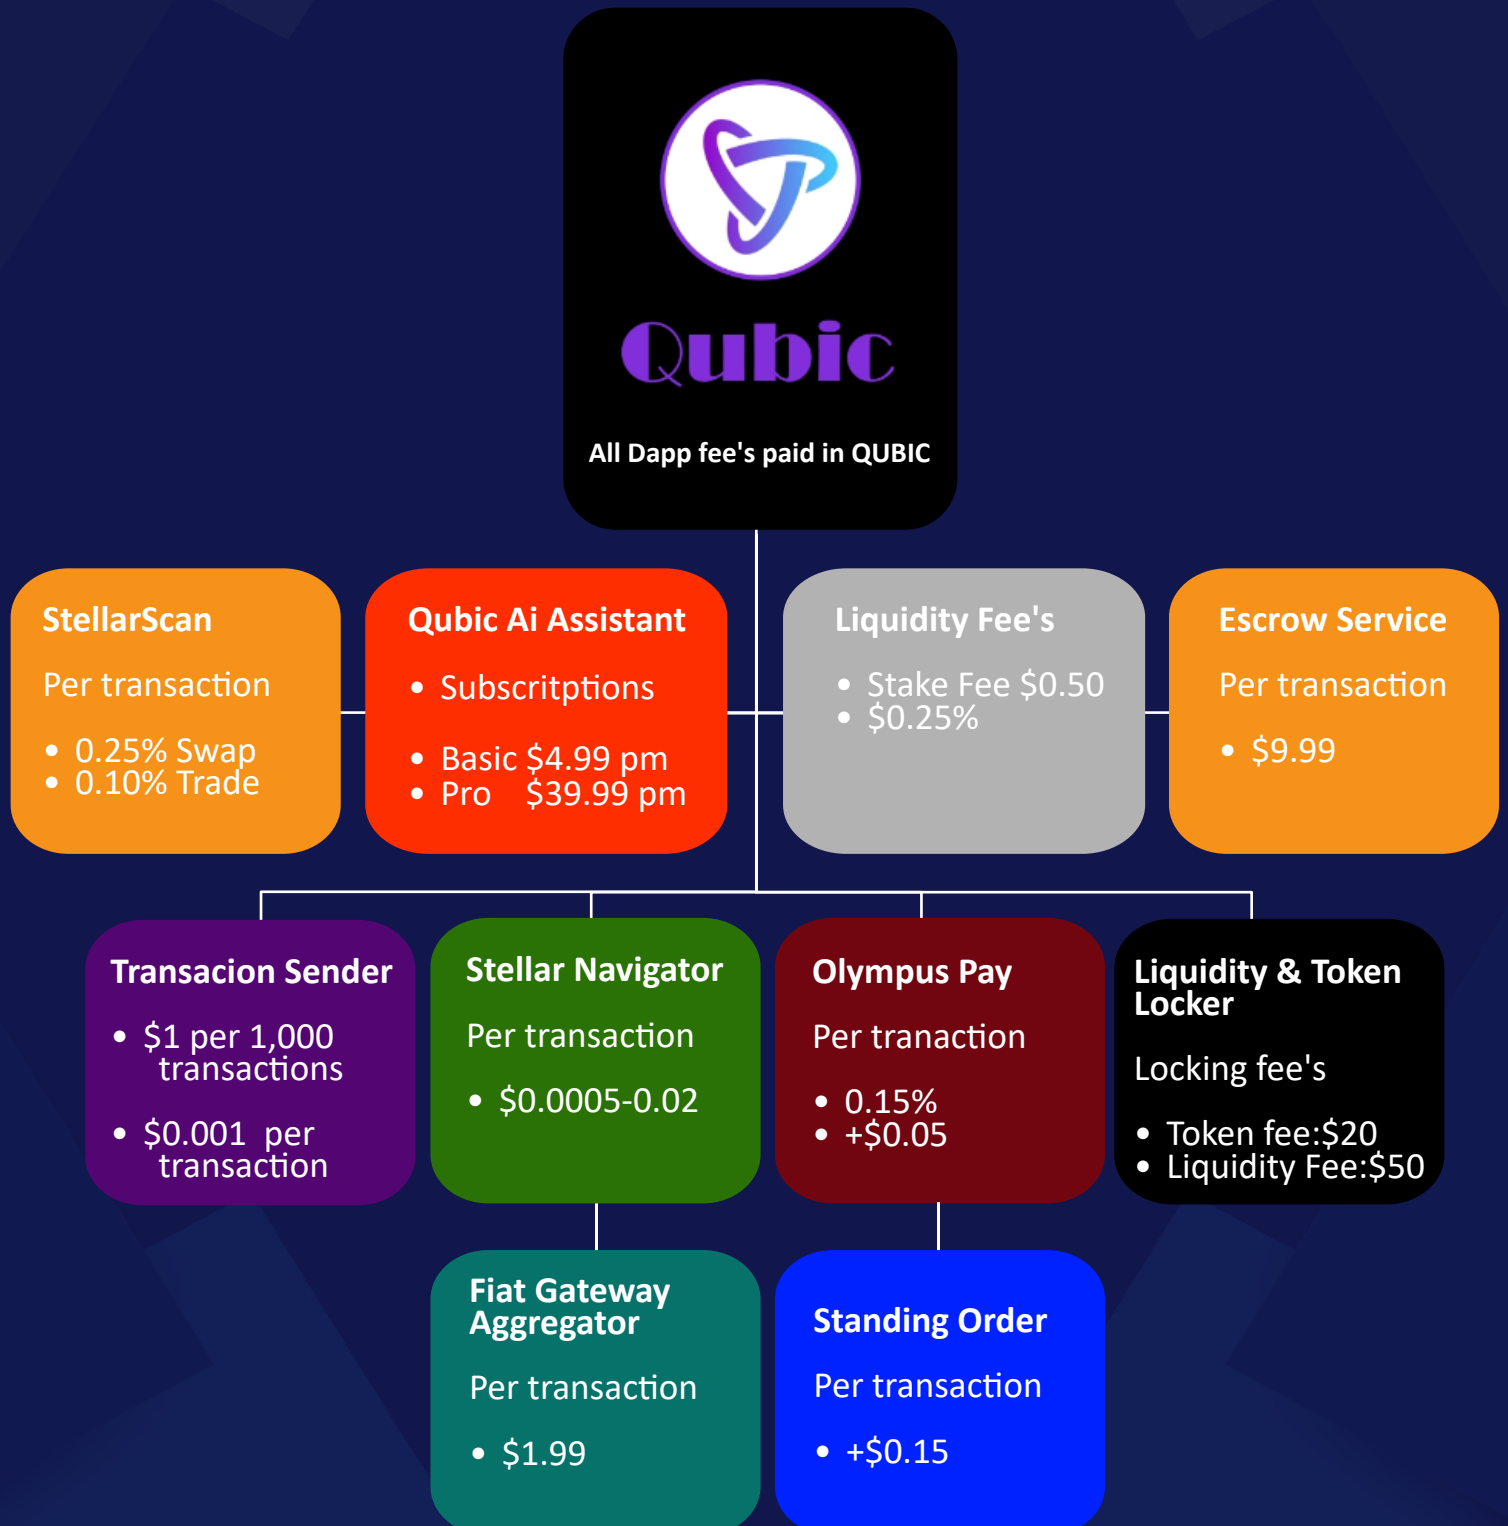 Qubic
All Dapp fee's paid in QUBIC
StellarScan
Per transaction
• 0.25% Swap
• 0.10% Trade
Qubic Ai Assistant
• Subscritptions
• Basic $4.99 pm
• Pro $39.99 pm
Liquidity Fee's
• Stake Fee $0.50
• $0.25%
Escrow Service
Per transaction
• $9.99
Transacion Sender
• $1 per 1,000
transactions
• $0.001 per
transaction
Stellar Navigator
Per transaction
• $0.0005-0.02
Olympus Pay
Per tranaction
• 0.15%
• +$0.05
Liquidity & Token
Locker
Locking fee's
• Token fee:$20
• Liquidity Fee:$50
Fiat Gateway
Aggregator
Per transaction
• $1.99
Standing Order
Per transaction
• +$0.15